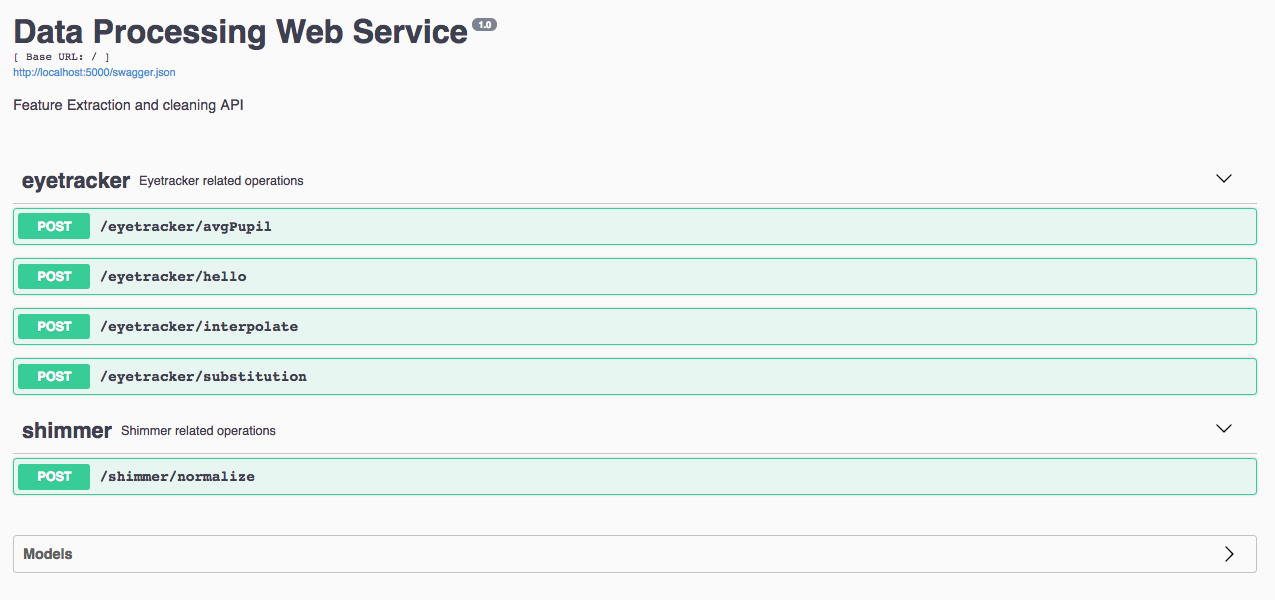 Data Processing Web Service 1.0
[ Base URL: / ]
http://localhost:5000/swagger.json
Feature Extraction and cleaning API
eyetracker Eyetracker related operations
POST /eyetracker/avgPupil
POST /eyetracker/hello
POST /eyetracker/interpolate
POST /eyetracker/substitution
shimmer Shimmer related operations
POST /shimmer/normalize
Models